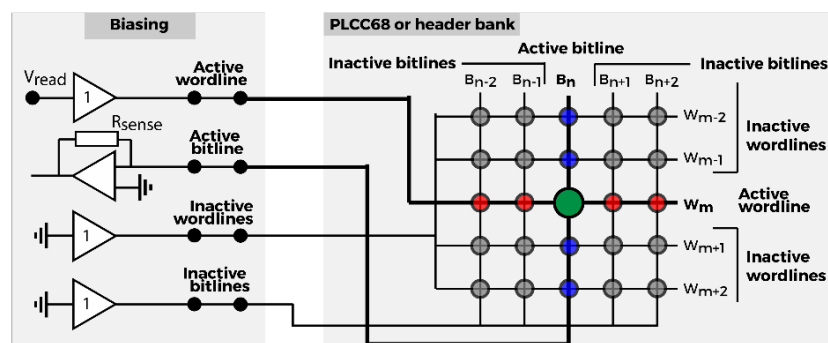 Biasing
PLCC68 or header bank
Vread
1
Active
wordline
Rsense
Active
bitline
Inactive
wordlines
1
Inactive
bitlines
1
Active bitline
Inactive bitlines
Inactive bitlines
Bn-2 Bn-1 Bn Bn+1 Bn+2
Wm-2
Wm-1
Inactive
wordlines
Wm
Active
wordline
Wm+1
Wm+2
Inactive
wordlines